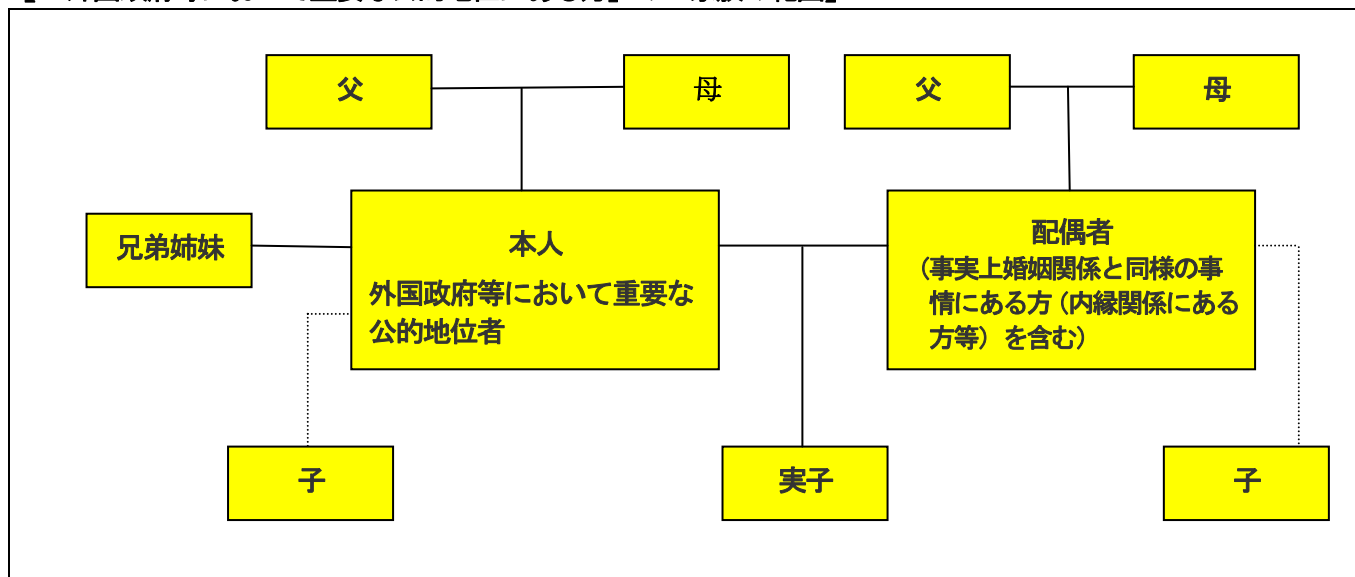 父
母
父
母
兄弟姉妹
本人
外国政府等において重要な
公的地位者
配偶者
（事実上婚姻関係と同様の事
情にある方（内縁関係にある
方等）を含む）
子
実子
子